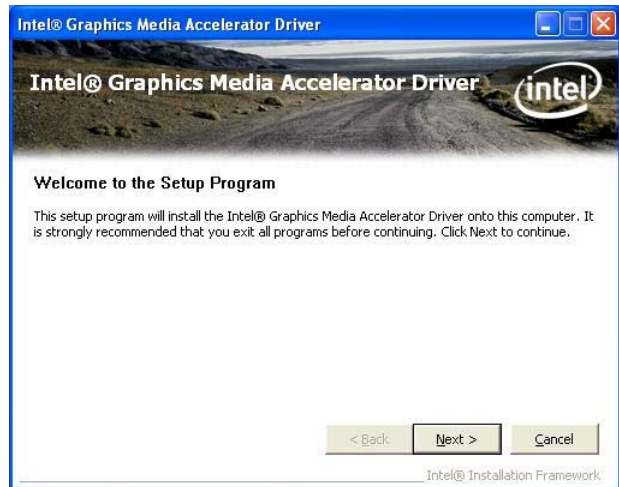 Intel® Graphics Media Accelerator Driver
Intel® Graphics Media Accelerator Driver
intel
Welcome to the Setup Program
This setup program will install the Intel® Graphics Media Accelerator Driver onto this computer. It
is strongly recommended that you exit all programs before continuing. Click Next to continue.
< Back
Next >
Cancel
Intel® Installation Framework